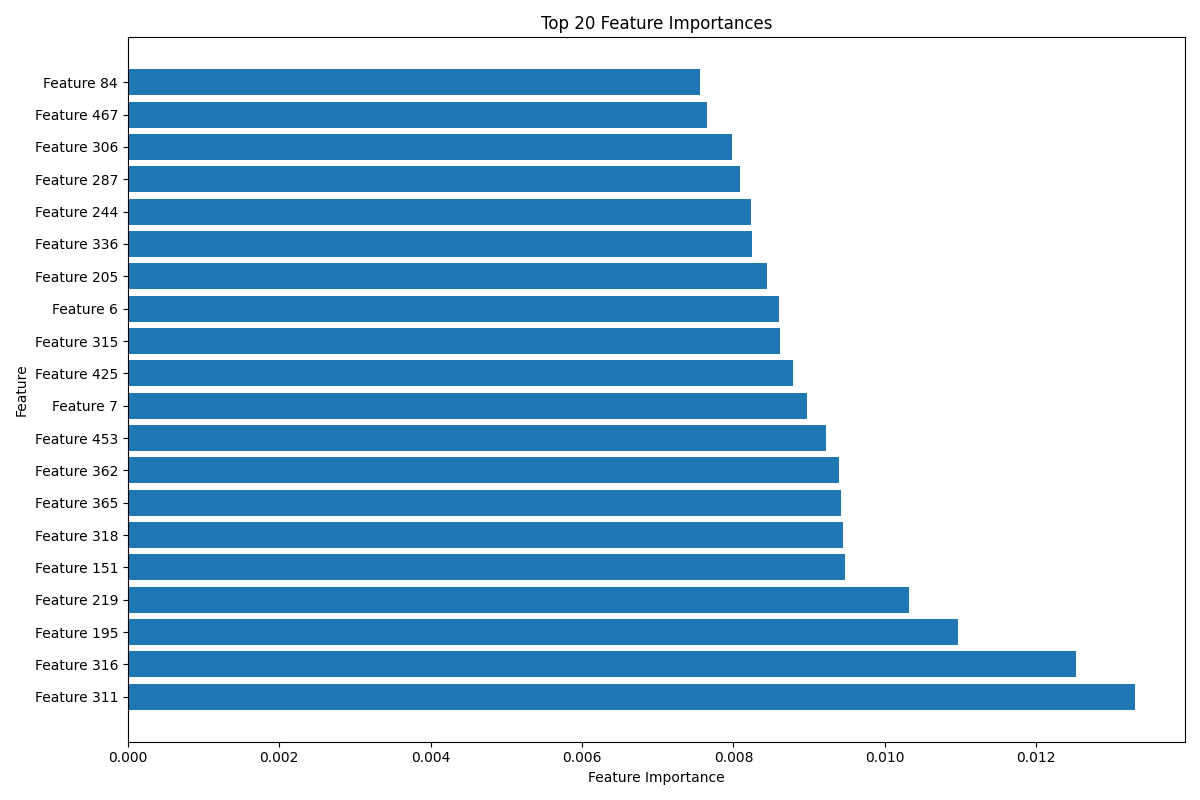 Top 20 Feature Importances
Feature 84
Feature 467
Feature 306
Feature 287
Feature 244
Feature 336
Feature 205
Feature 6
Feature 315
Feature 425
Feature 7
Feature 453
Feature 362
Feature 365
Feature 318
Feature 151
Feature 219
Feature 195
Feature 316
Feature 311
Feature
0.000 0.002 0.004 0.006 0.008 0.010 0.012
Feature Importance